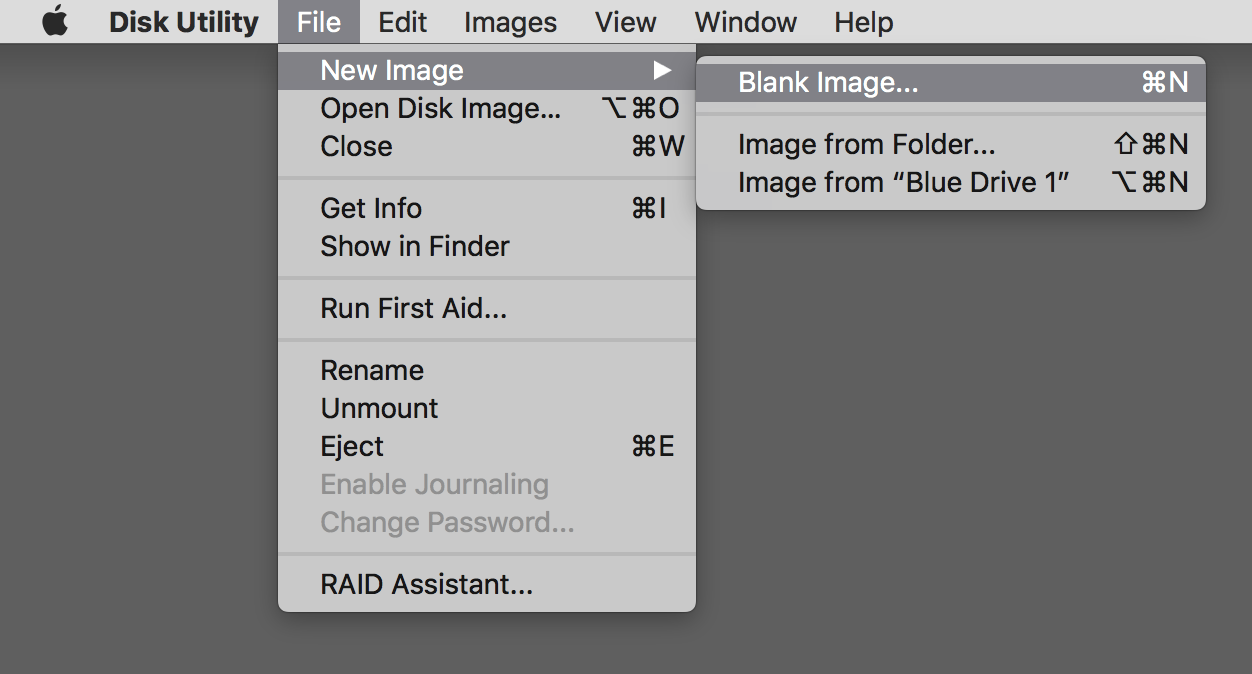 Disk Utility File Edit Images View Window Help
New Image ▶
Open Disk Image... ⌥⌘O
Close ⌘W
Get Info ⌘I
Show in Finder
Run First Aid...
Rename
Unmount
Eject ⌘E
Enable Journaling
Change Password...
RAID Assistant...
Blank Image... ⌘N
Image from Folder... ⇧⌘N
Image from “Blue Drive 1” ⌥⌘N